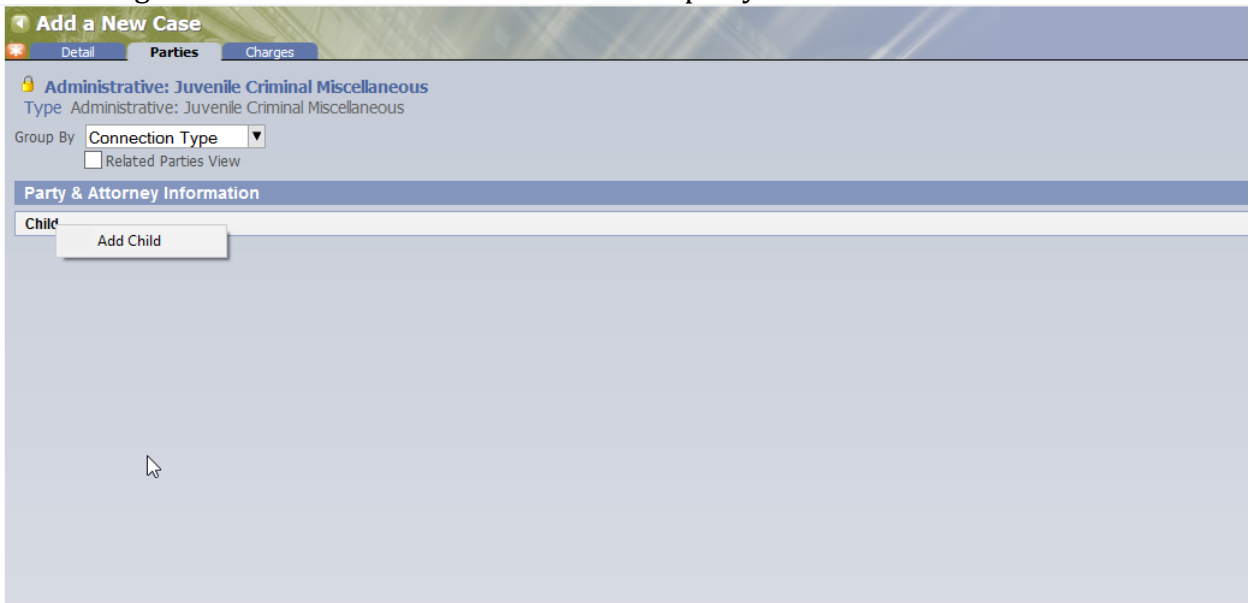 Add a New Case
Detail Parties Charges
Administrative: Juvenile Criminal Miscellaneous
Type Administrative: Juvenile Criminal Miscellaneous
Group By Connection Type
Related Parties View
Party & Attorney Information
Child
Add Child